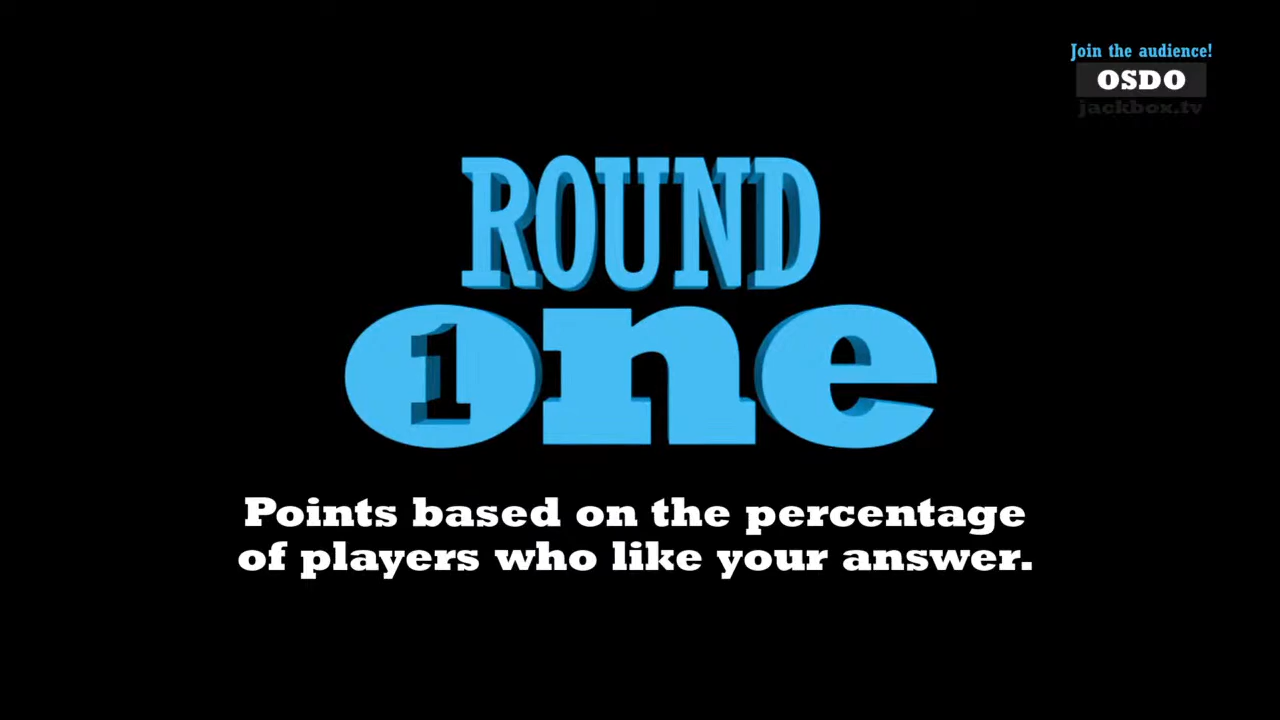 Join the audience!
OSDO
jackbox.tv
ROUND
One
1
Points based on the percentage
of players who like your answer.